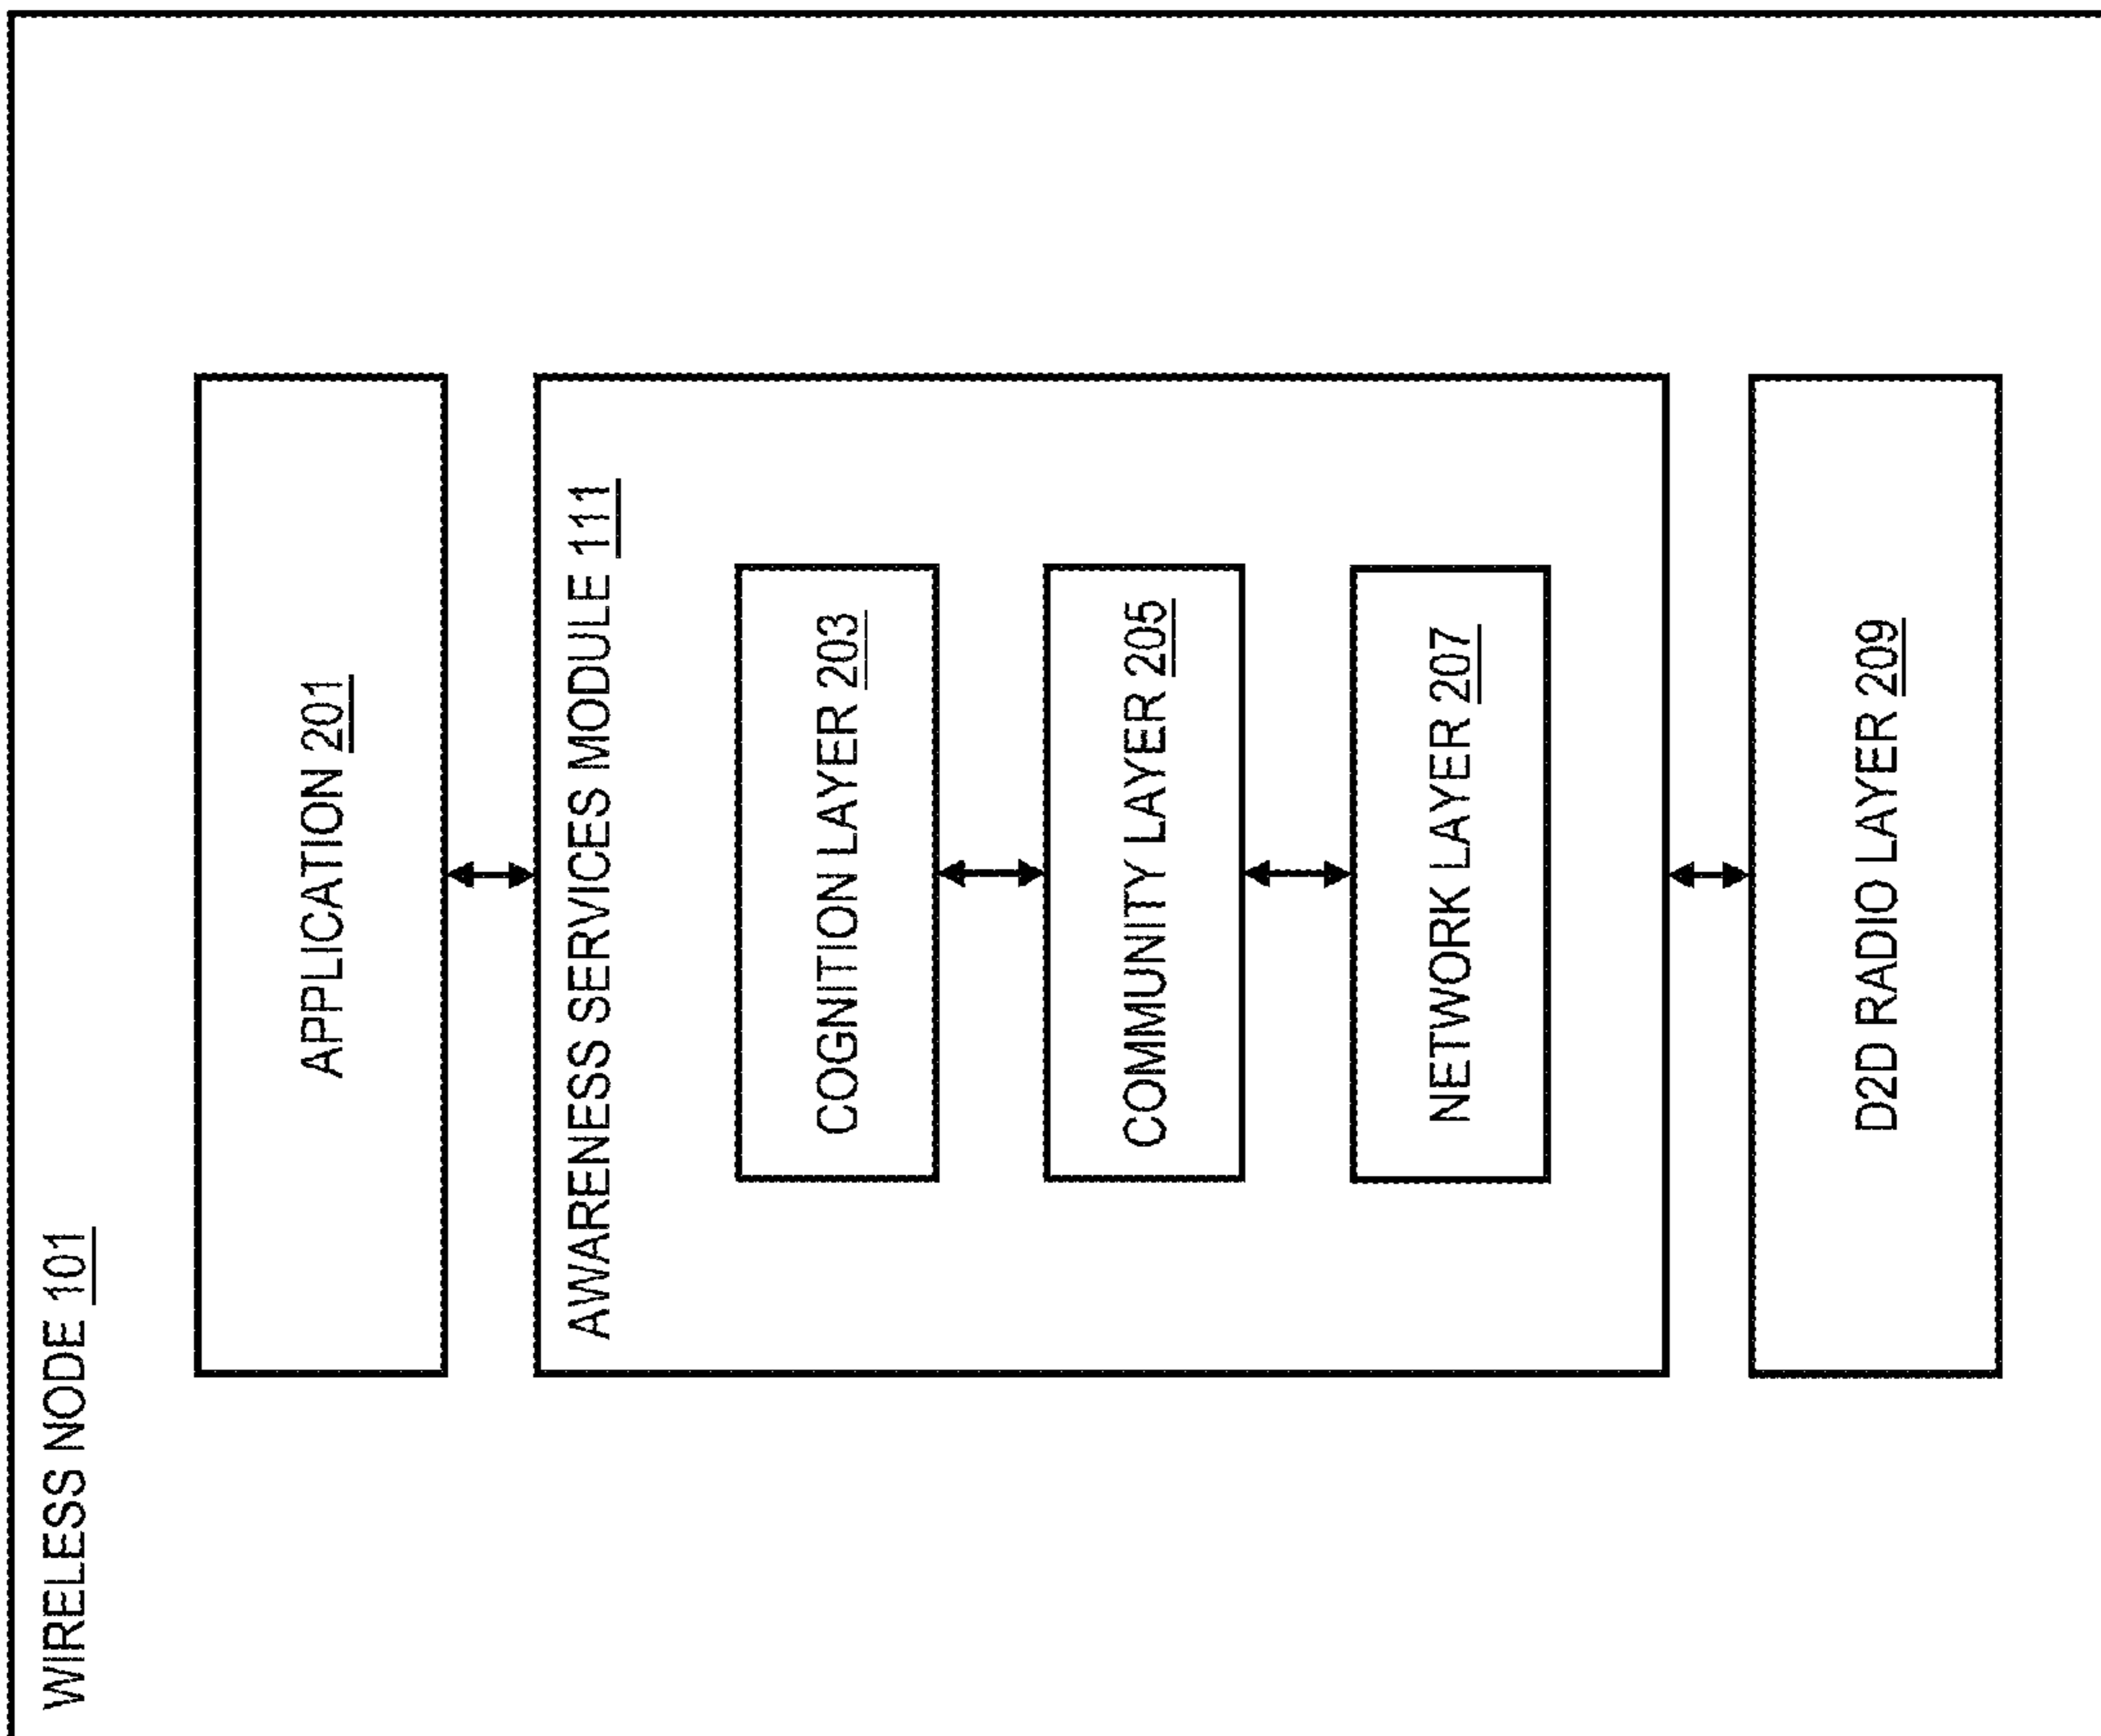 WIRELESS NODE 101
APPLICATION 201
AWARENESS SERVICES MODULE 111
COGNITION LAYER 203
COMMUNITY LAYER 205
NETWORK LAYER 207
D2D RADIO LAYER 209